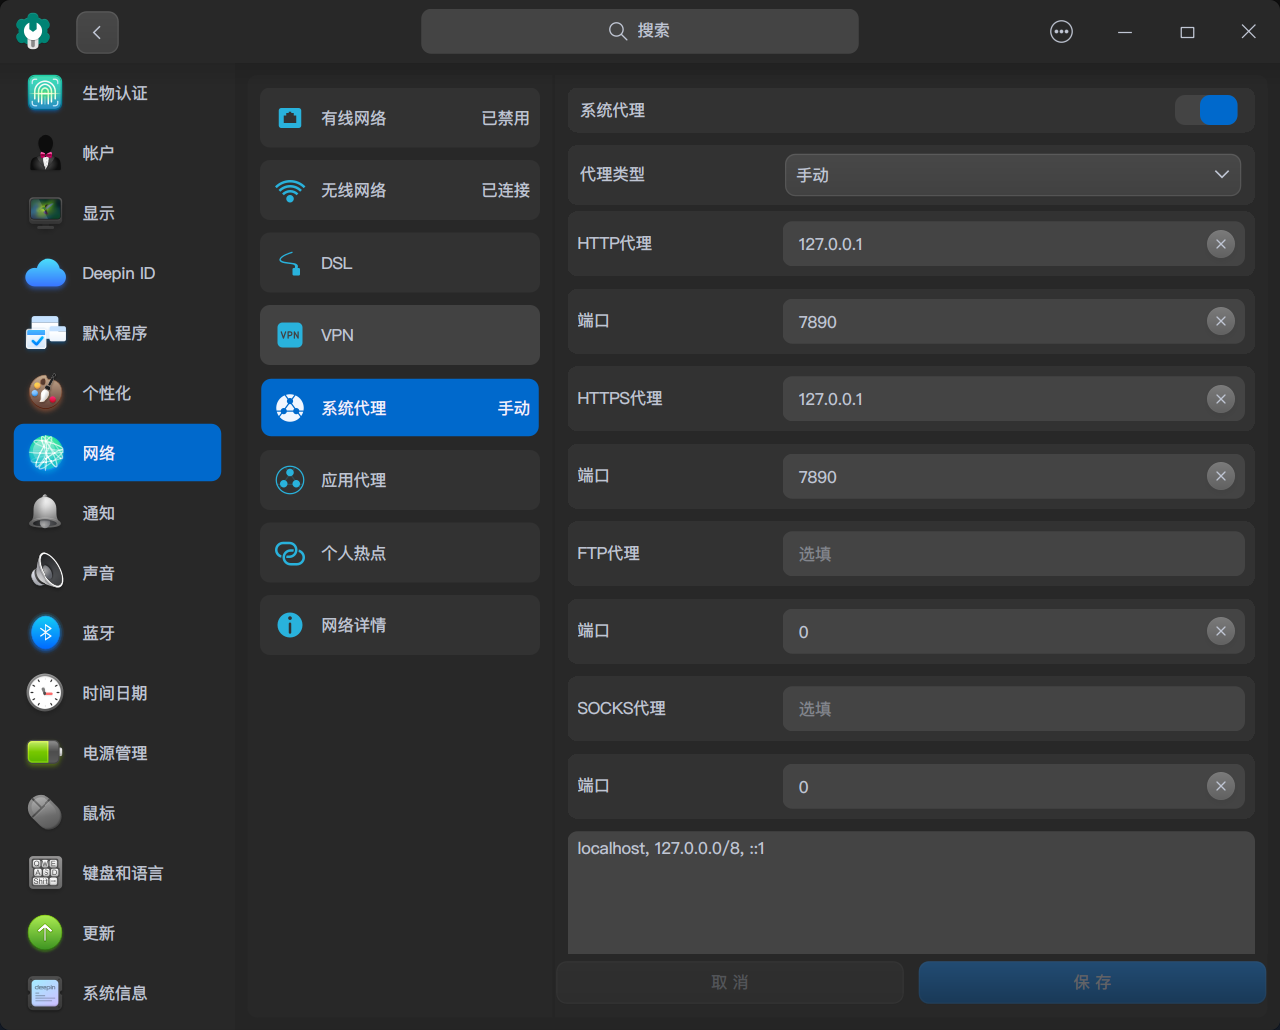 搜索
生物认证
帐户
显示
Deepin ID
默认程序
个性化
网络
通知
声音
蓝牙
时间日期
电源管理
鼠标
键盘和语言
更新
deepin
系统信息
有线网络 已禁用
无线网络 已连接
DSL
VPN VPN
系统代理 手动
应用代理
个人热点
网络详情
系统代理
代理类型 手动
HTTP代理 127.0.0.1
端口 7890
HTTPS代理 127.0.0.1
端口 7890
FTP代理 选填
端口 0
SOCKS代理 选填
端口 0
localhost, 127.0.0.0/8, ::1
取消 保存